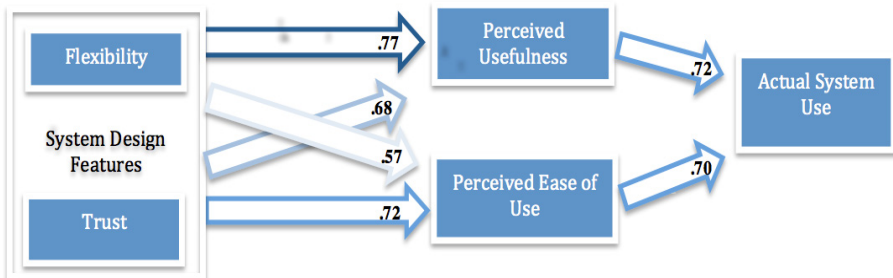 Flexibility
System Design
Features
Trust
.77
.68
.57
.72
Perceived
Usefulness
Perceived Ease of
Use
.72
.70
Actual System
Use